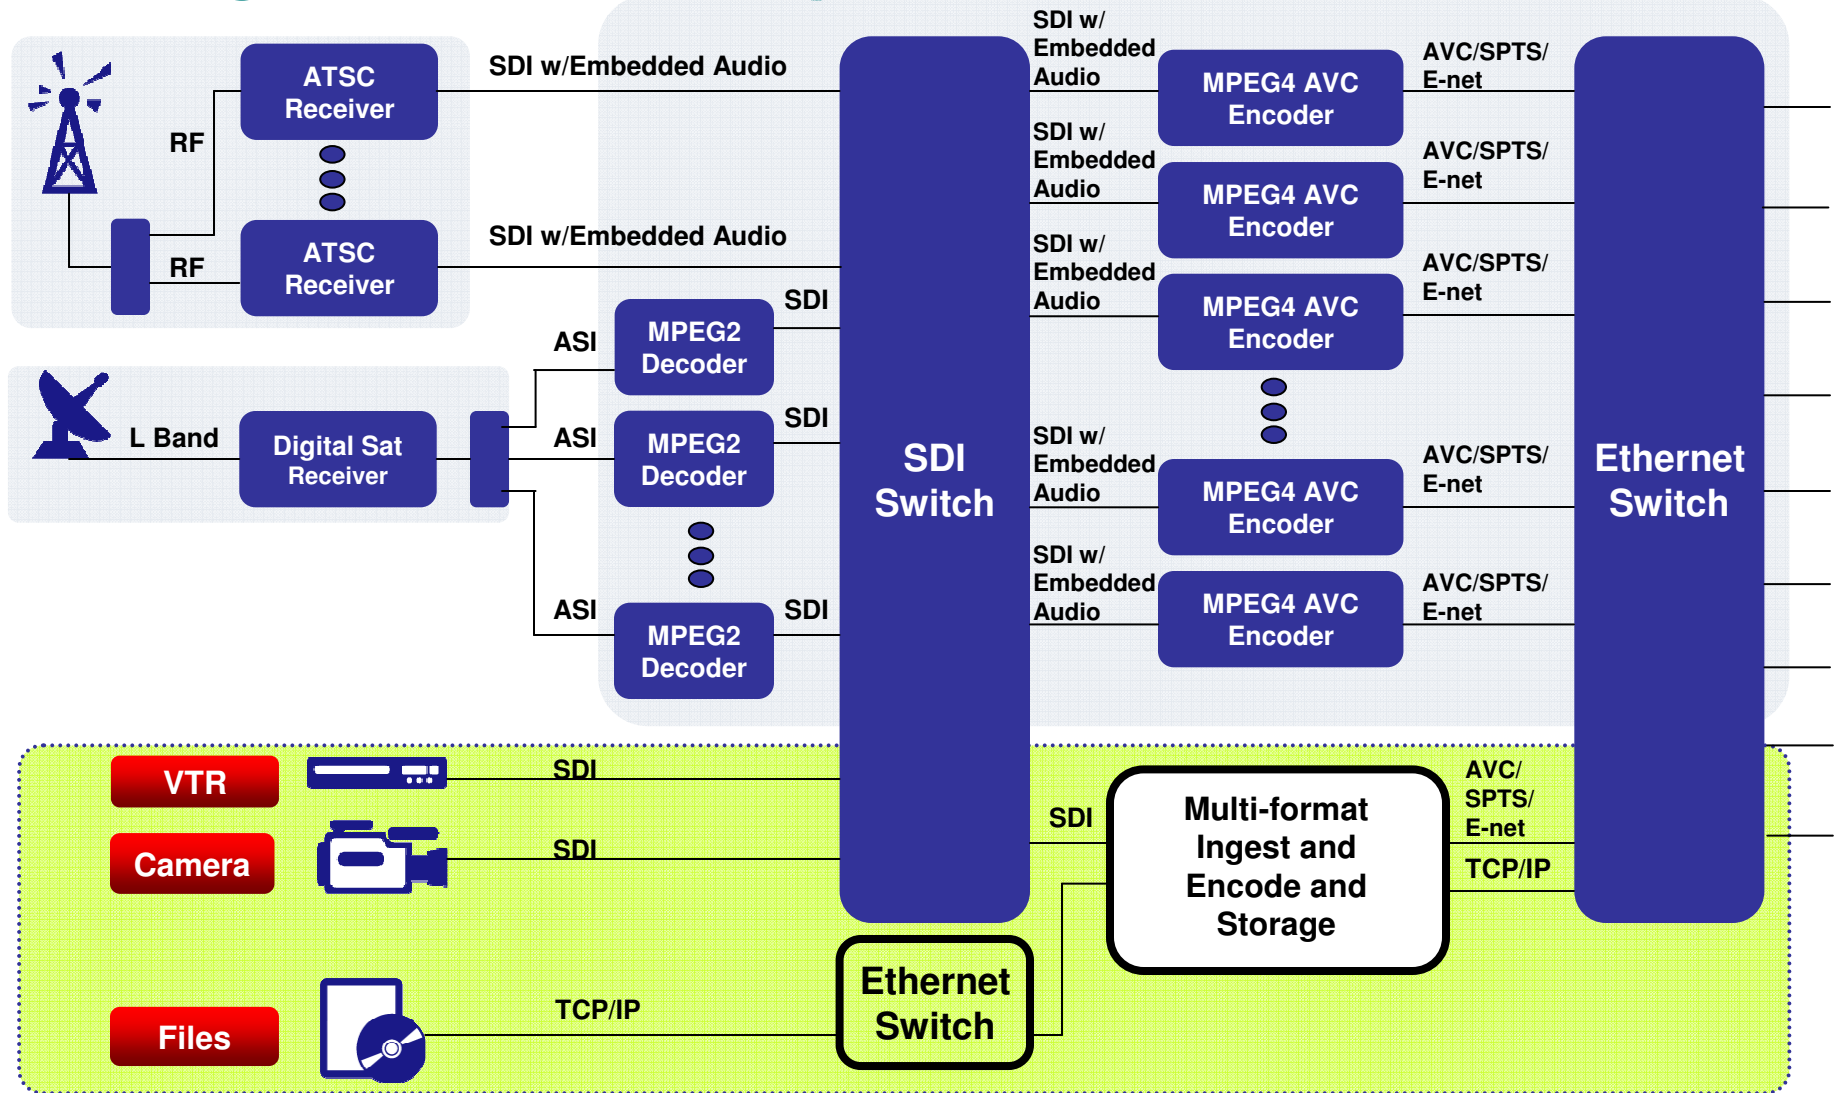 ATSC
Receiver
RF
SDI w/Embedded Audio
RF
ATSC
Receiver
SDI w/Embedded Audio
L Band
Digital Sat
Receiver
ASI
MPEG2
Decoder
SDI
ASI
MPEG2
Decoder
SDI
ASI
MPEG2
Decoder
SDI
SDI
Switch
SDI w/
Embedded
Audio
MPEG4 AVC
Encoder
AVC/SPTS/
E-net
SDI w/
Embedded
Audio
MPEG4 AVC
Encoder
AVC/SPTS/
E-net
SDI w/
Embedded
Audio
MPEG4 AVC
Encoder
AVC/SPTS/
E-net
SDI w/
Embedded
Audio
MPEG4 AVC
Encoder
AVC/SPTS/
E-net
SDI w/
Embedded
Audio
MPEG4 AVC
Encoder
AVC/SPTS/
E-net
Ethernet
Switch
VTR
SDI
Camera
SDI
Files
TCP/IP
Ethernet
Switch
SDI
Multi-format
Ingest and
Encode and
Storage
AVC/
SPTS/
E-net
TCP/IP